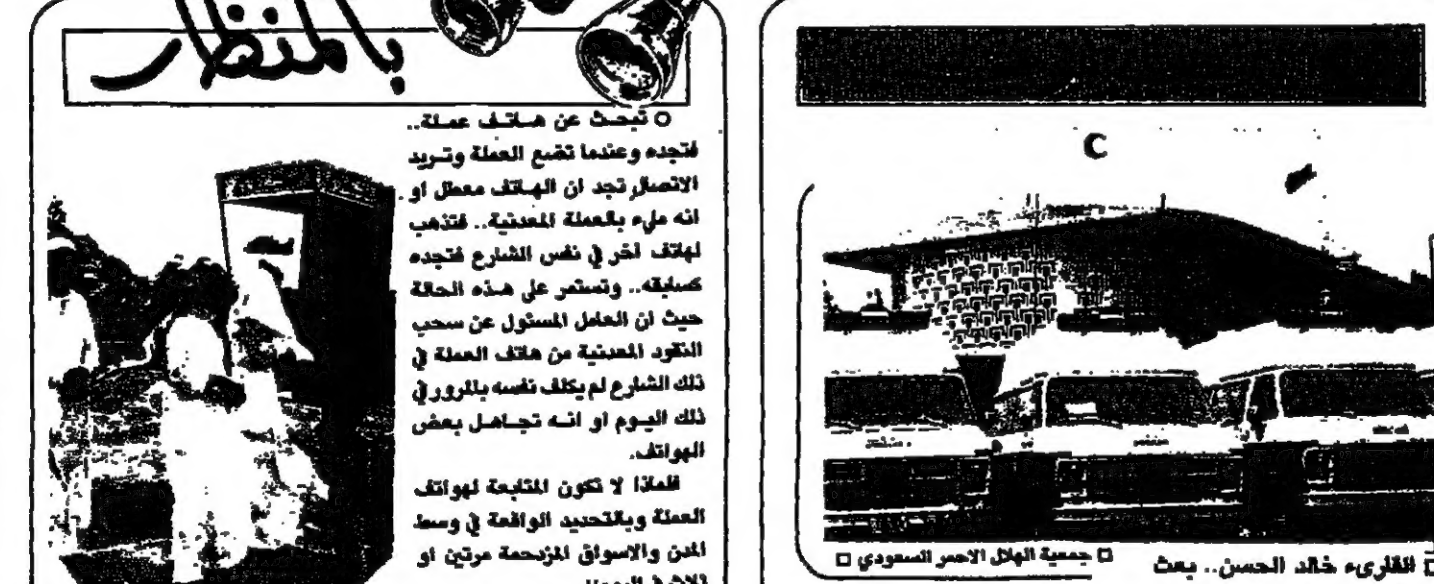 بالمنظار
○ تبحث عن هاتف عملة..
فتجده وعندما تضع العملة وتريد
الاتصال تجد ان الهاتف معطل او
انه مليء بالعملة المعدنية.. فتذهب
لهاتف آخر في نفس الشارع فتجده
كسابقه.. وتستمر على هذه الحالة
حيث ان العامل المسئول عن سحب
النقود المعدنية من هاتف العملة في
ذلك الشارع لم يكلف نفسه بالمرور في
ذلك اليوم او انه تجاهل بعض
الهواتف.
فلماذا لا تكون المتابعة لهواتف
العملة وبالتحديد الواقعة في وسط
المدن والاسواق المزدحمة مرتين او
C
□ جمعية الهلال الاحمر السعودي □
□ القارىء خالد الحسن.. بعث